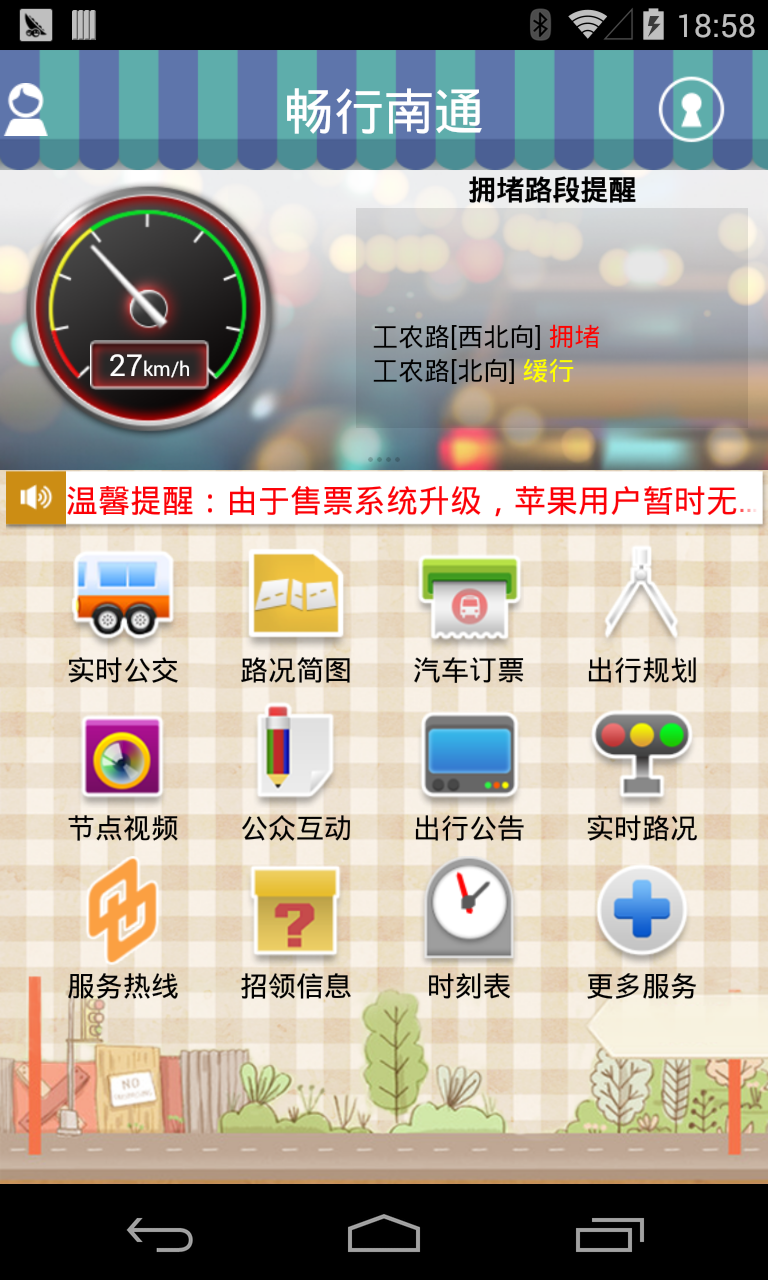 18:58
畅行南通
拥堵路段提醒
工农路[西北向] 拥堵
工农路[北向] 缓行
27km/h
温馨提醒：由于售票系统升级，苹果用户暂时无...
实时公交 路况简图 汽车订票 出行规划
节点视频 公众互动 出行公告 实时路况
服务热线 招领信息 时刻表 更多服务
NO